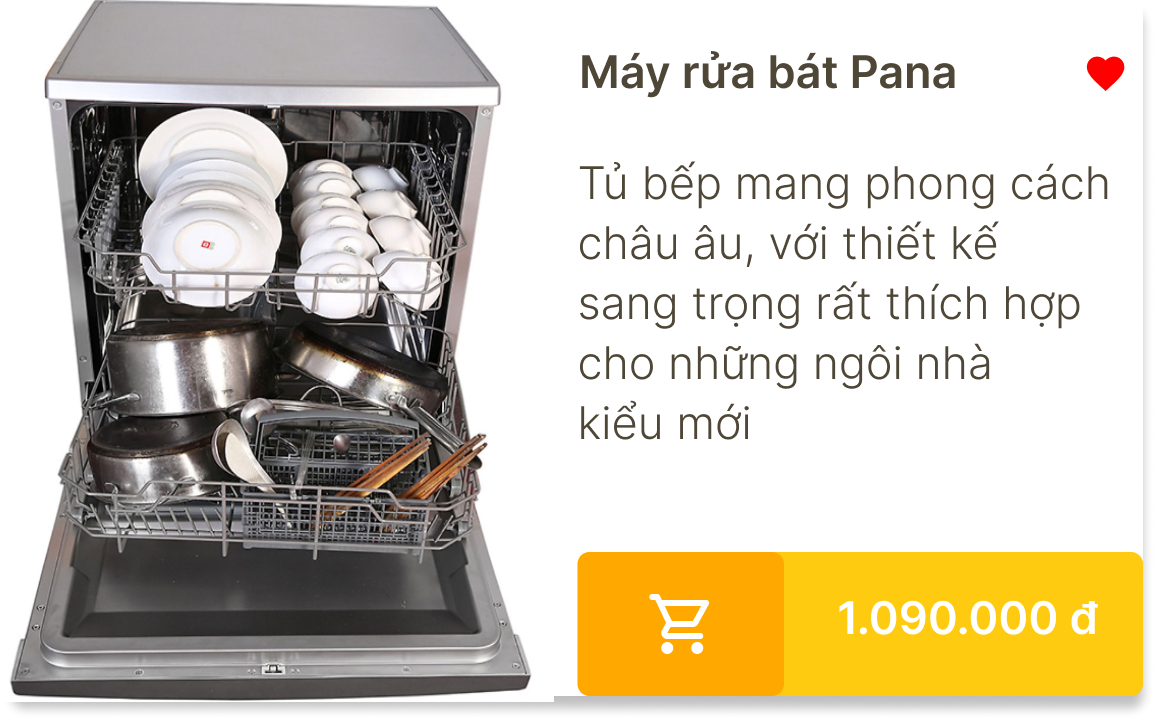 Máy rửa bát Pana
Tủ bếp mang phong cách
châu âu, với thiết kế
sang trọng rất thích hợp
cho những ngôi nhà
kiểu mới
1.090.000 đ